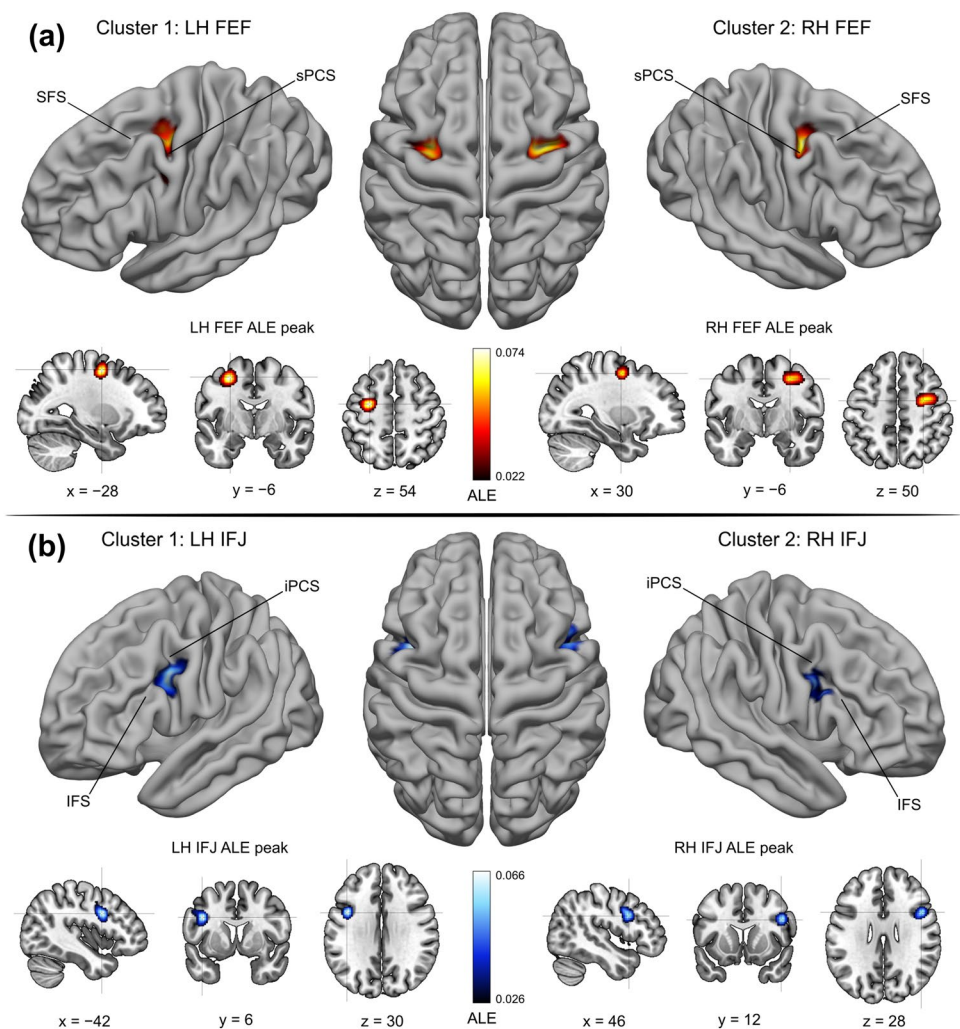 (a)
Cluster 1: LH FEF
Cluster 2: RH FEF
sPCS
SFS
sPCS
SFS
LH FEF ALE peak
RH FEF ALE peak
0.074
0.022
ALE
x = −28
y = −6
z = 54
x = 30
y = −6
z = 50
(b)
Cluster 1: LH IFJ
Cluster 2: RH IFJ
iPCS
IFS
iPCS
IFS
LH IFJ ALE peak
RH IFJ ALE peak
0.066
0.026
ALE
x = −42
y = 6
z = 30
x = 46
y = 12
z = 28